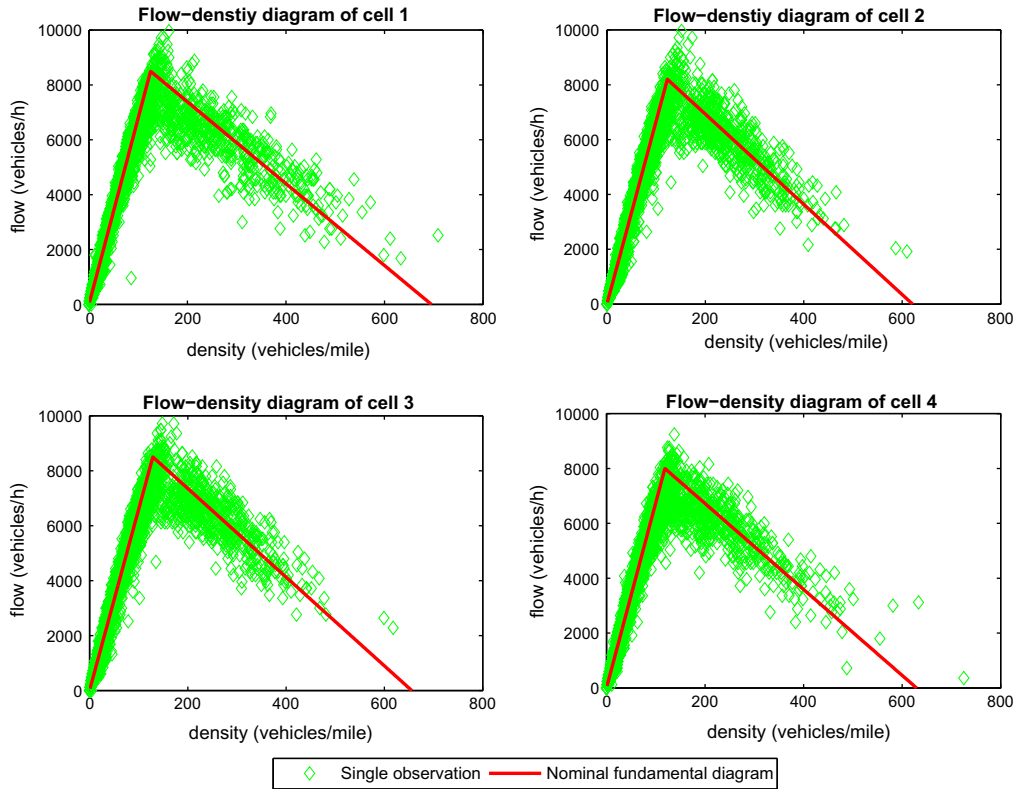 Flow−denstiy diagram of cell 1
10000
8000
6000
4000
2000
0
flow (vehicles/h)
0 200 400 600 800
density (vehicles/mile)
Flow−denstiy diagram of cell 2
10000
8000
6000
4000
2000
0
flow (vehicles/h)
0 200 400 600 800
density (vehicles/mile)
Flow−density diagram of cell 3
10000
8000
6000
4000
2000
0
flow (vehicles/h)
0 200 400 600 800
density (vehicles/mile)
Flow−density diagram of cell 4
10000
8000
6000
4000
2000
0
flow (vehicles/h)
0 200 400 600 800
density (vehicles/mile)
Single observation Nominal fundamental diagram